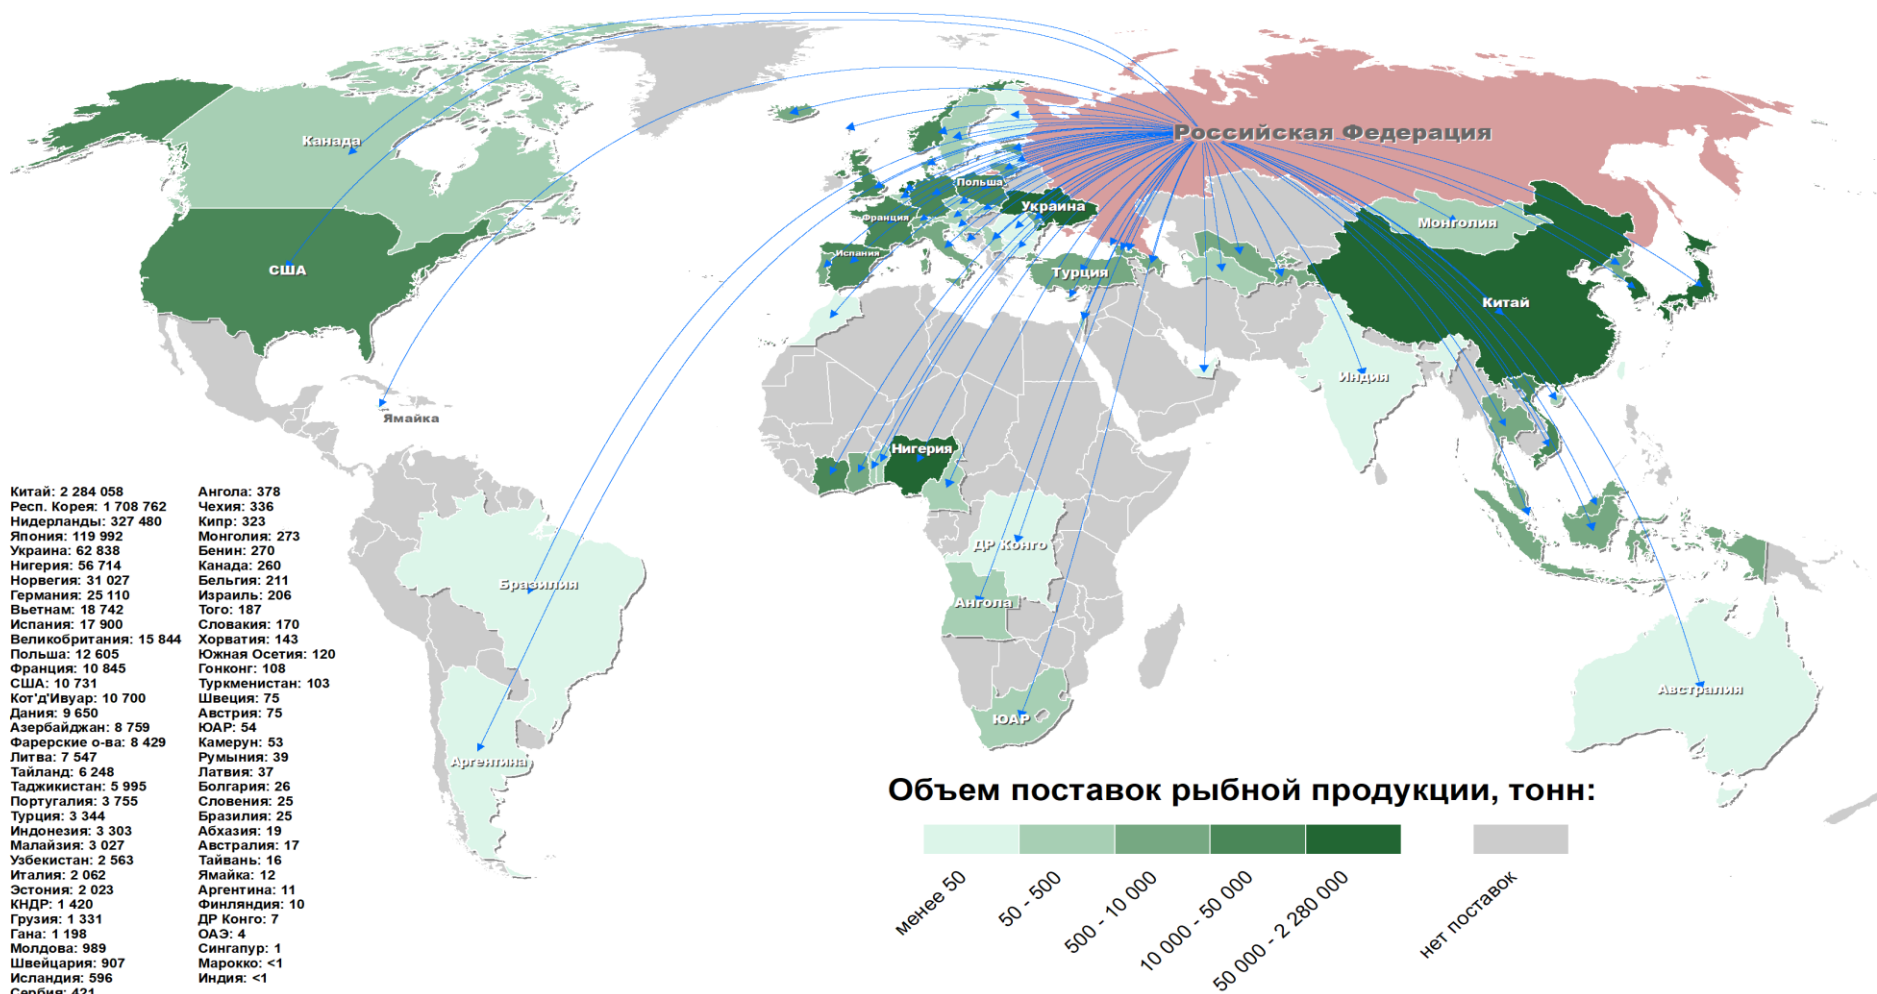 Канада
Российская Федерация
Польша
Украина
Франция
Монголия
Испания
США
Турция
Китай
Индия
Ямайка
Нигерия
ДР Конго
Бразилия
Ангола
Австралия
ЮАР
Аргентина
Китай: 2 284 058
Респ. Корея: 1 708 762
Нидерланды: 327 480
Япония: 119 992
Украина: 62 838
Нигерия: 56 714
Норвегия: 31 027
Германия: 25 110
Вьетнам: 18 742
Испания: 17 900
Великобритания: 15 844
Польша: 12 605
Франция: 10 845
США: 10 731
Кот'д'Ивуар: 10 700
Дания: 9 650
Азербайджан: 8 759
Фарерские о-ва: 8 429
Литва: 7 547
Тайланд: 6 248
Таджикистан: 5 995
Португалия: 3 755
Турция: 3 344
Индонезия: 3 303
Малайзия: 3 027
Узбекистан: 2 563
Италия: 2 062
Эстония: 2 023
КНДР: 1 420
Грузия: 1 331
Гана: 1 198
Молдова: 989
Швейцария: 907
Исландия: 596
Сербия: 421
Ангола: 378
Чехия: 336
Кипр: 323
Монголия: 273
Бенин: 270
Канада: 260
Бельгия: 211
Израиль: 206
Того: 187
Словакия: 170
Хорватия: 143
Южная Осетия: 120
Гонконг: 108
Туркменистан: 103
Швеция: 75
Австрия: 75
ЮАР: 54
Камерун: 53
Румыния: 39
Латвия: 37
Болгария: 26
Словения: 25
Бразилия: 25
Абхазия: 19
Австралия: 17
Тайвань: 16
Ямайка: 12
Аргентина: 11
Финляндия: 10
ДР Конго: 7
ОАЭ: 4
Сингапур: 1
Марокко: <1
Индия: <1
Объем поставок рыбной продукции, тонн:
менее 50
50 - 500
500 - 10 000
10 000 - 50 000
50 000 - 2 280 000
нет поставок